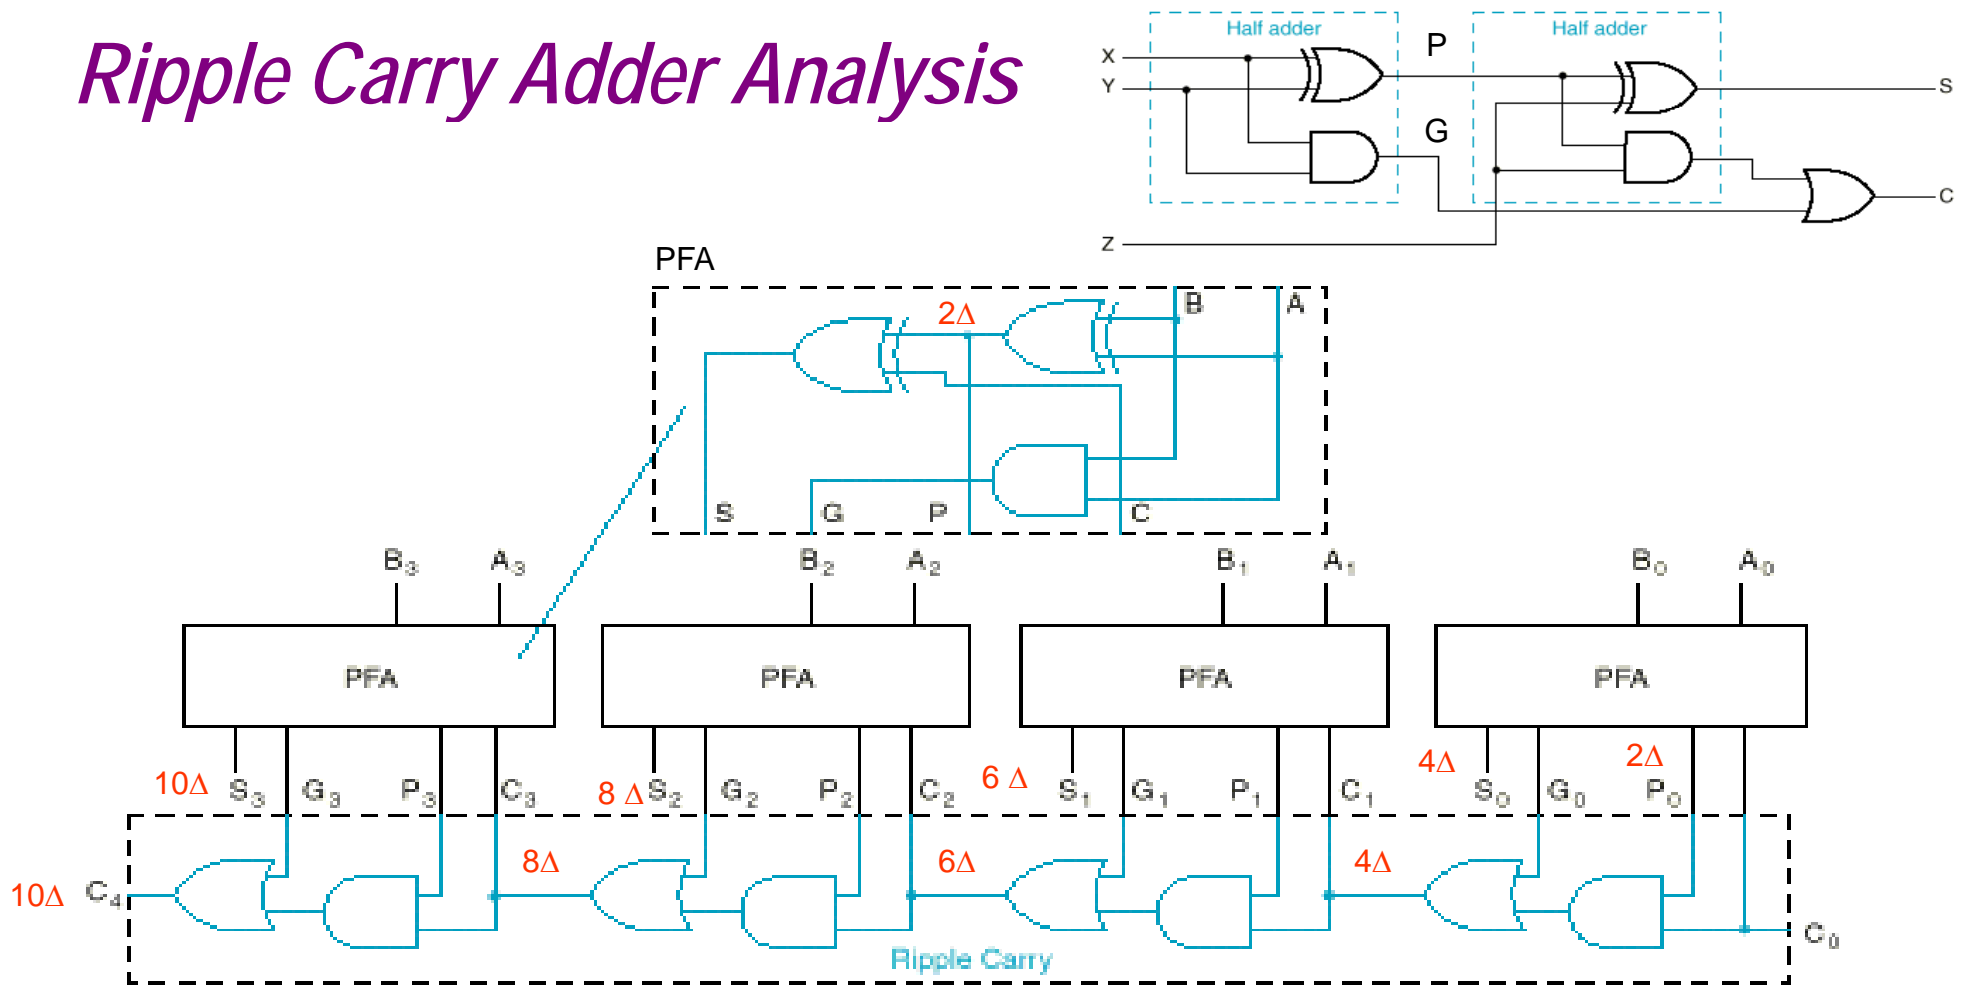 Ripple Carry Adder Analysis
Half adder
Half adder
X
P
Y
S
G
C
Z
PFA
2Δ
B
A
S
G
P
C
B3 A3 B2 A2 B1 A1 B0 A0
PFA PFA PFA PFA
10Δ S3 G3 P3 C3 8 Δ S2 G2 P2 C2 6 Δ S1 G1 P1 C1 4Δ S0 G0 2Δ P0
8Δ 6Δ 4Δ
10Δ C4
C0
Ripple Carry